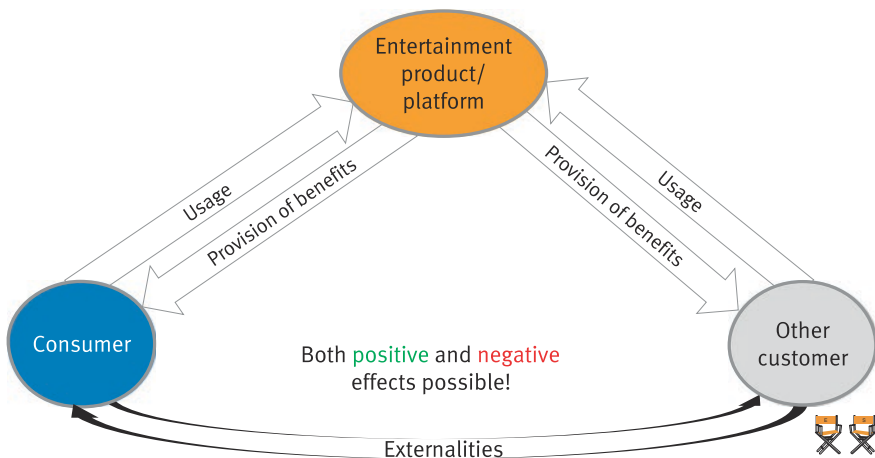 Entertainment
product/
platform
Usage
Provision of benefits
Provision of benefits
Usage
Consumer
Both positive and negative
effects possible!
Other
customer
Externalities